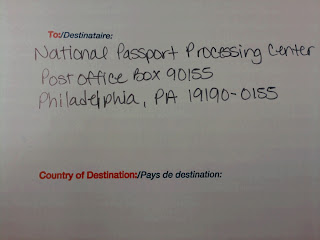 To:/Destinataire:
National Passport Processing Center
Post Office Box 90155
Philadelphia, PA 19190-0155
Country of Destination:/Pays de destination: